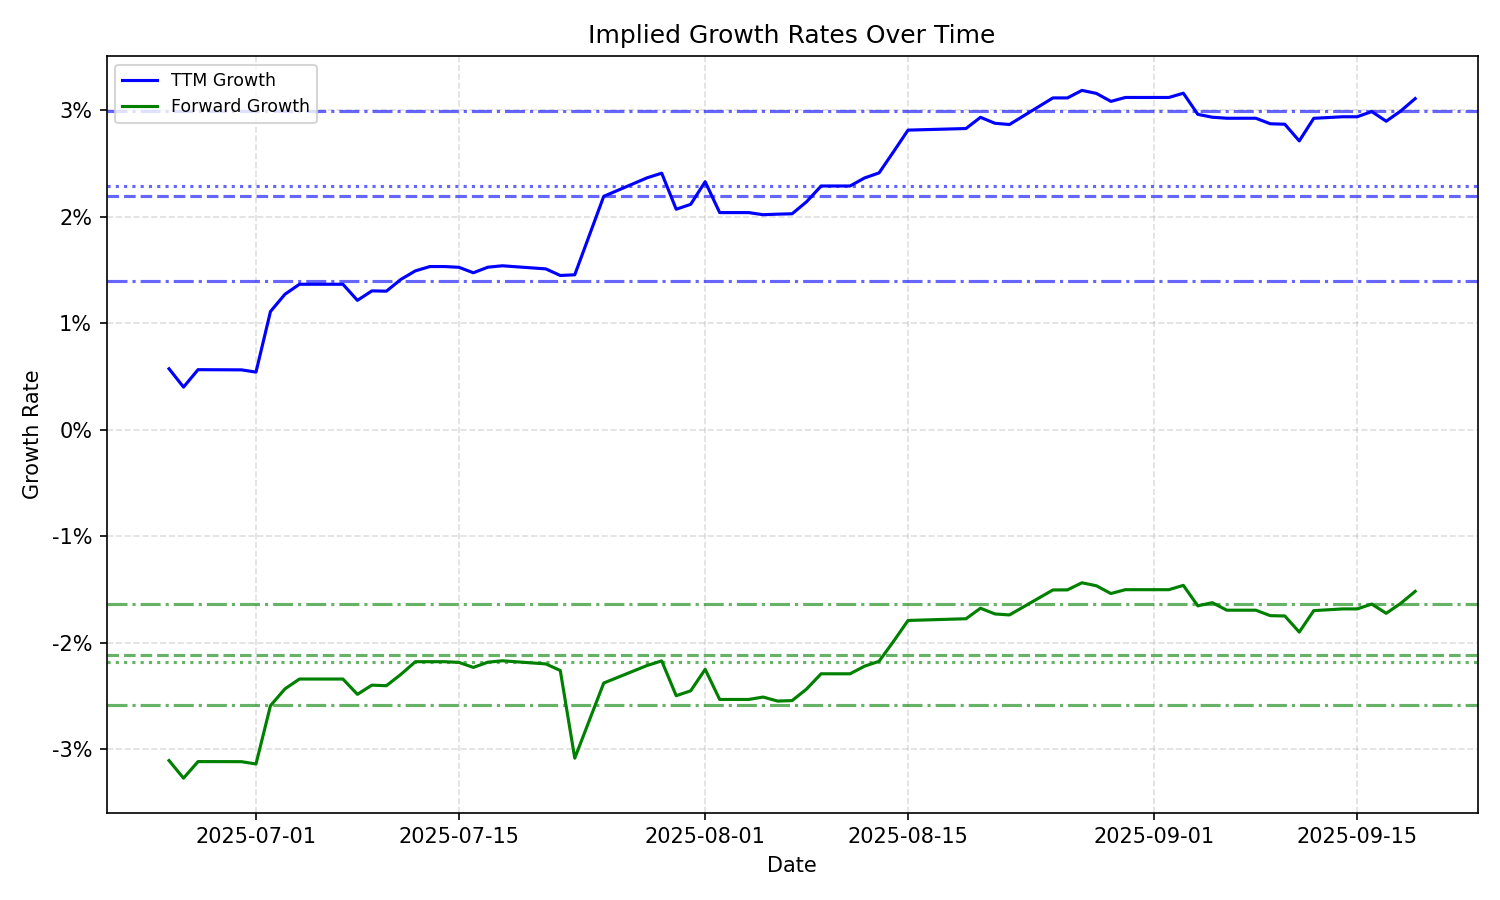 Implied Growth Rates Over Time
TTM Growth
Forward Growth
3%
2%
1%
0%
-1%
-2%
-3%
Growth Rate
2025-07-01
2025-07-15
2025-08-01
2025-08-15
2025-09-01
2025-09-15
Date